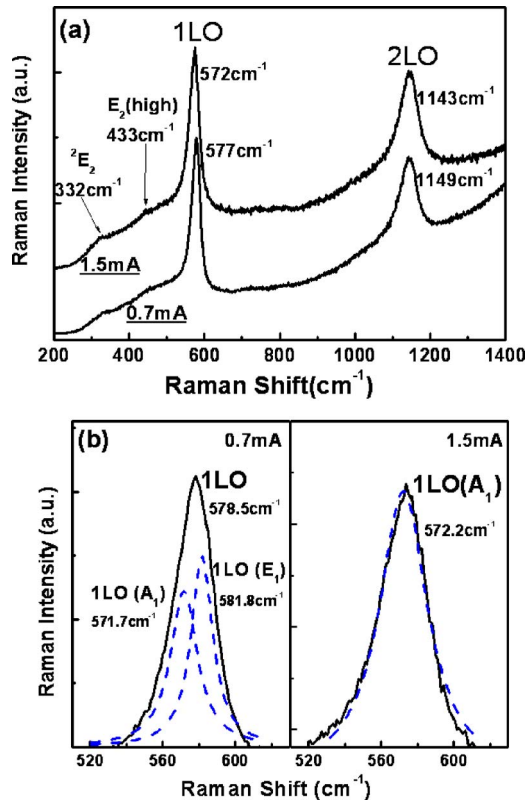 (a)
1LO
2LO
572cm-1
1143cm-1
E2(high)
433cm-1
577cm-1
1149cm-1
2E2
332cm-1
1.5mA
0.7mA
Raman Intensity (a.u.)
200 400 600 800 1000 1200 1400
Raman Shift(cm-1)
(b)
0.7mA
1.5mA
1LO
578.5cm-1
1LO(A1)
572.2cm-1
1LO (E1)
581.8cm-1
1LO (A1)
571.7cm-1
Raman Intensity (a.u.)
520 560 600 520 560 600
Raman Shift (cm-1)